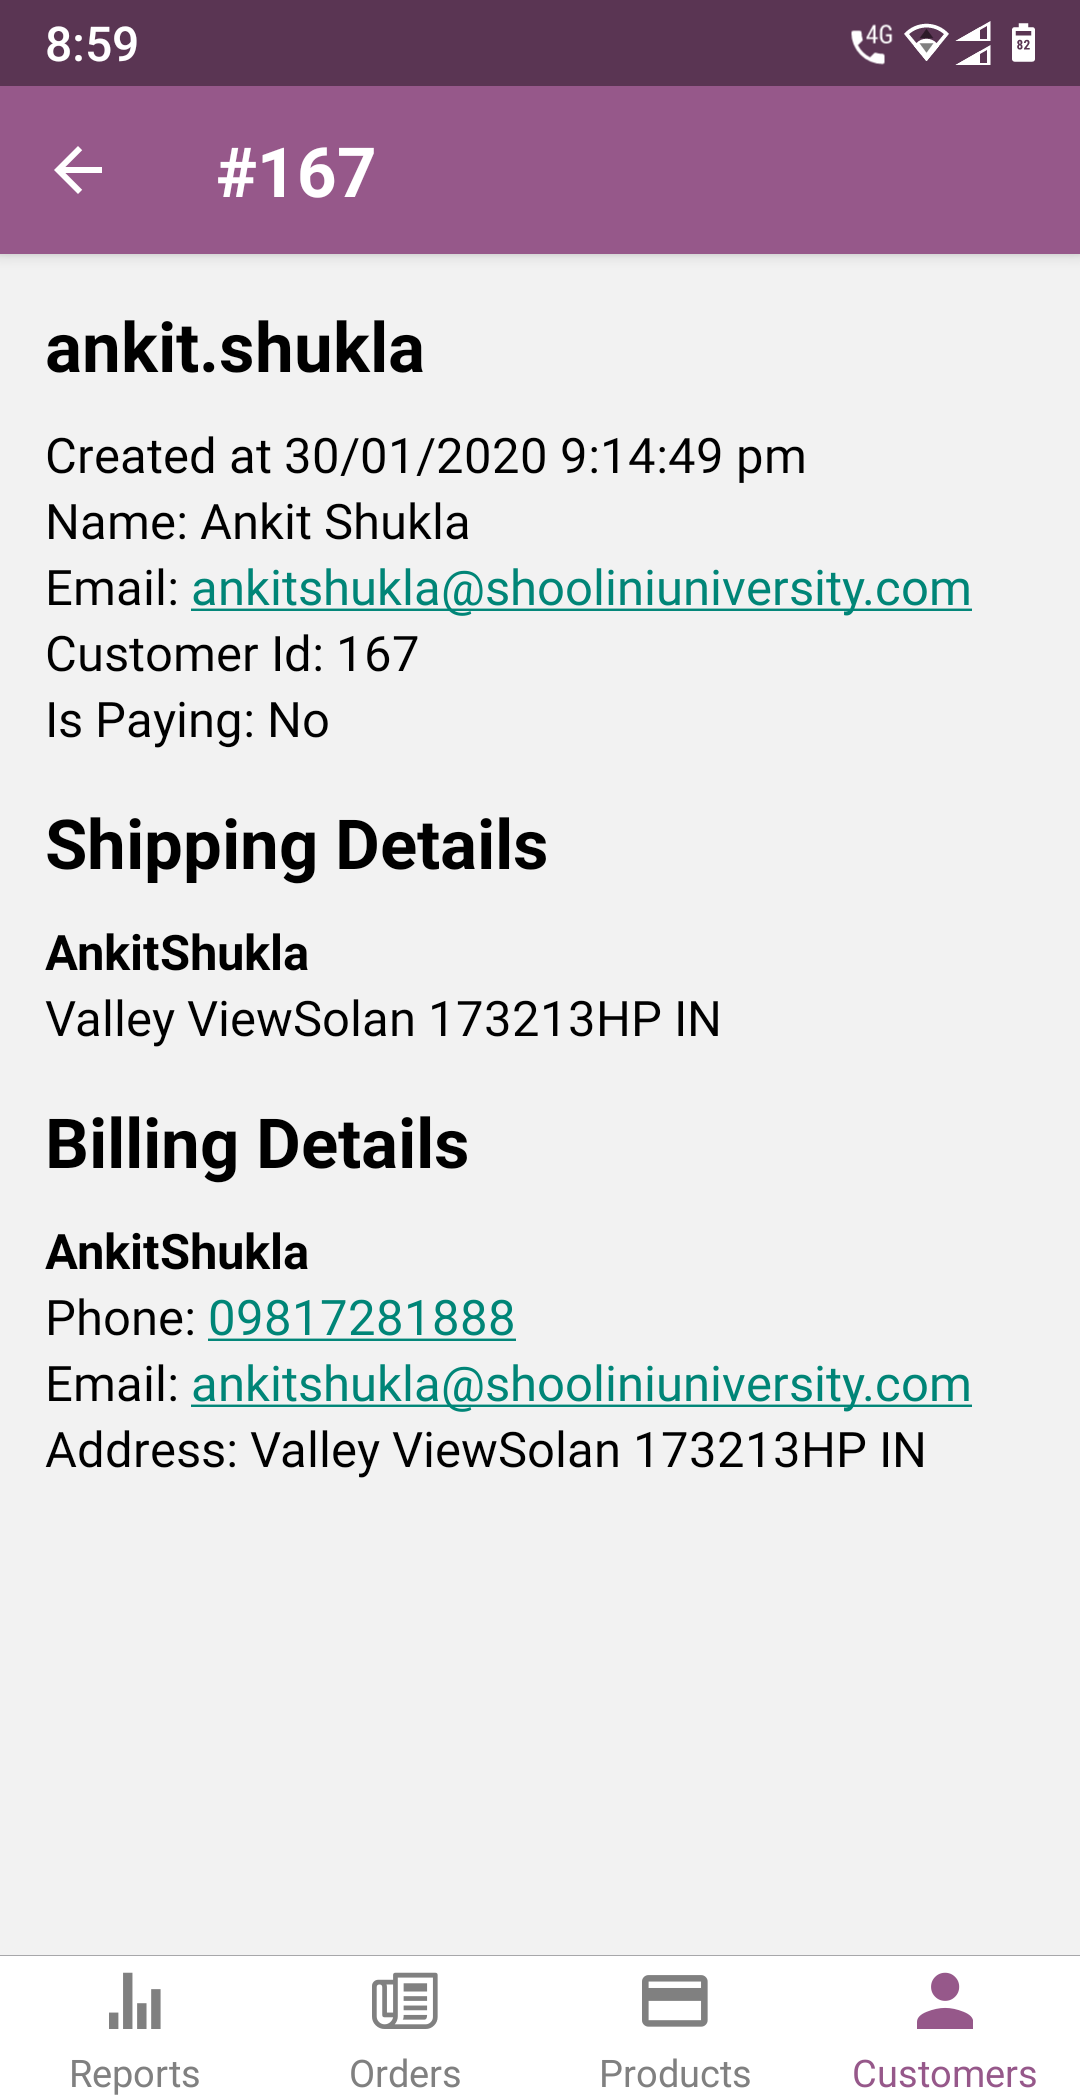 8:59
4G
82
#167
ankit.shukla
Created at 30/01/2020 9:14:49 pm
Name: Ankit Shukla
Email: ankitshukla@shooliniuniversity.com
Customer Id: 167
Is Paying: No
Shipping Details
AnkitShukla
Valley ViewSolan 173213HP IN
Billing Details
AnkitShukla
Phone: 09817281888
Email: ankitshukla@shooliniuniversity.com
Address: Valley ViewSolan 173213HP IN
Reports Orders Products Customers